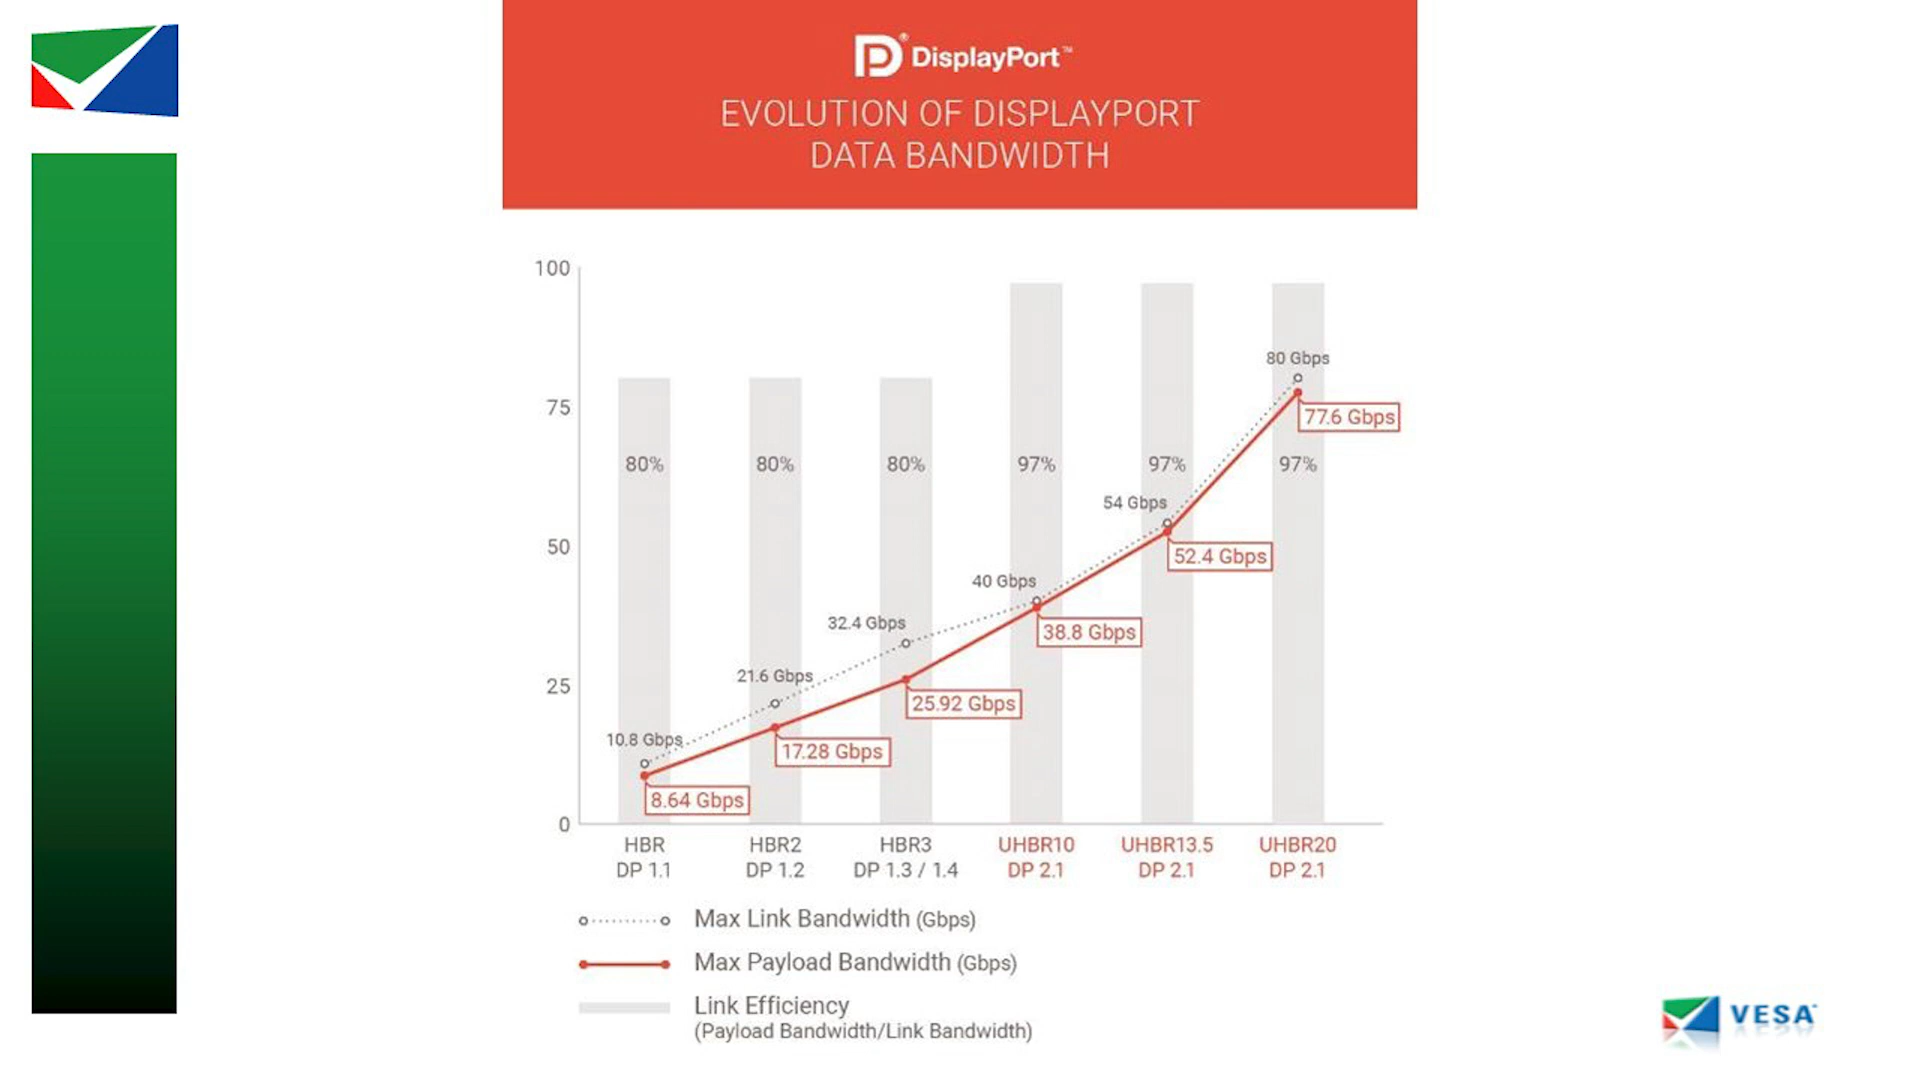 DisplayPort™
EVOLUTION OF DISPLAYPORT
DATA BANDWIDTH
100
75
50
25
0
80%
80%
80%
97%
97%
97%
10.8 Gbps
21.6 Gbps
32.4 Gbps
40 Gbps
54 Gbps
80 Gbps
8.64 Gbps
17.28 Gbps
25.92 Gbps
38.8 Gbps
52.4 Gbps
77.6 Gbps
HBR
DP 1.1
HBR2
DP 1.2
HBR3
DP 1.3 / 1.4
UHBR10
DP 2.1
UHBR13.5
DP 2.1
UHBR20
DP 2.1
Max Link Bandwidth (Gbps)
Max Payload Bandwidth (Gbps)
Link Efficiency
(Payload Bandwidth/Link Bandwidth)
VESA